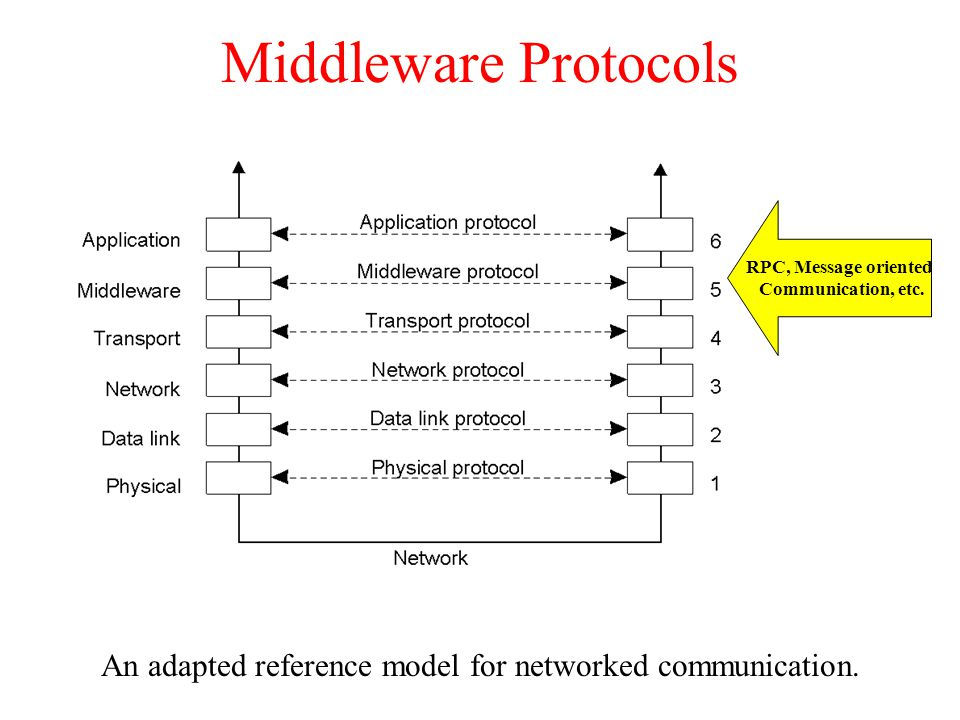 Middleware Protocols
Application
Application protocol
6
Middleware
Middleware protocol
5
Transport
Transport protocol
4
Network
Network protocol
3
Data link
Data link protocol
2
Physical
Physical protocol
1
Network
RPC, Message oriented
Communication, etc.
An adapted reference model for networked communication.